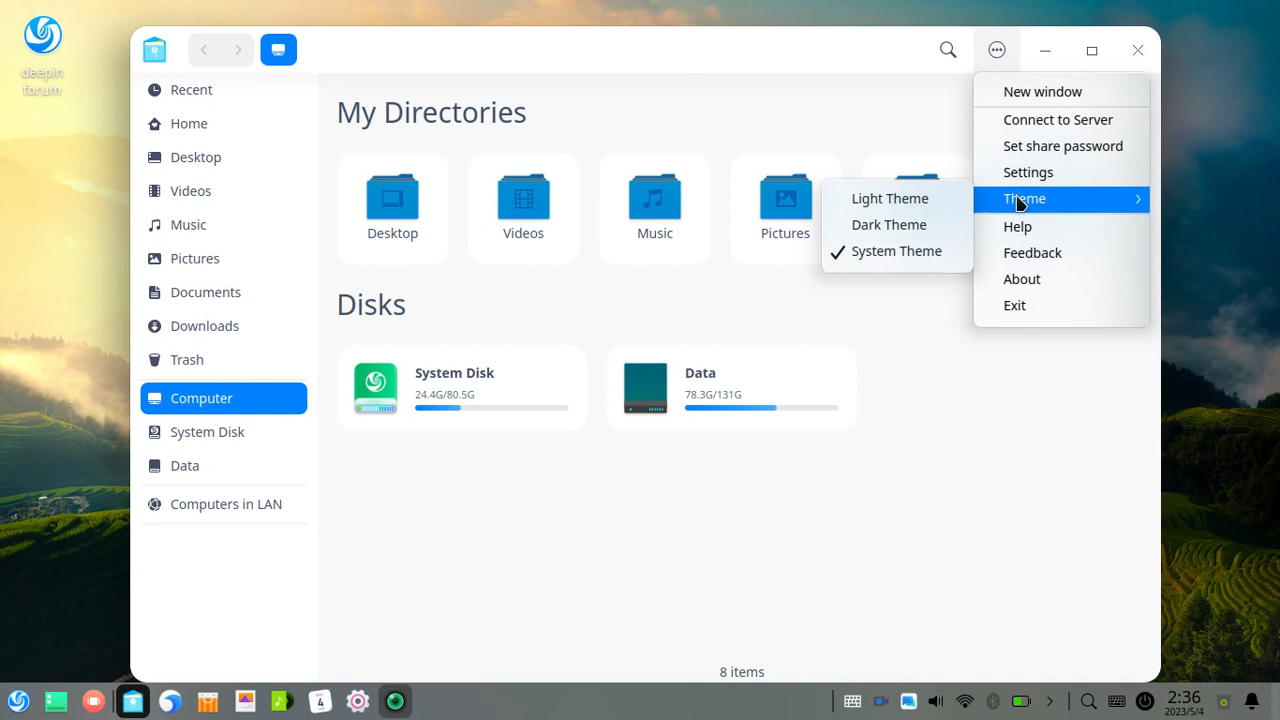 deepin
forum
Recent
Home
Desktop
Videos
Music
Pictures
Documents
Downloads
Trash
Computer
System Disk
Data
Computers in LAN
My Directories
Desktop
Videos
Music
Pictures
Disks
System Disk
24.4G/80.5G
Data
78.3G/131G
8 items
New window
Connect to Server
Set share password
Settings
Theme
Help
Feedback
About
Exit
Light Theme
Dark Theme
System Theme
4
2:36
2023/5/4